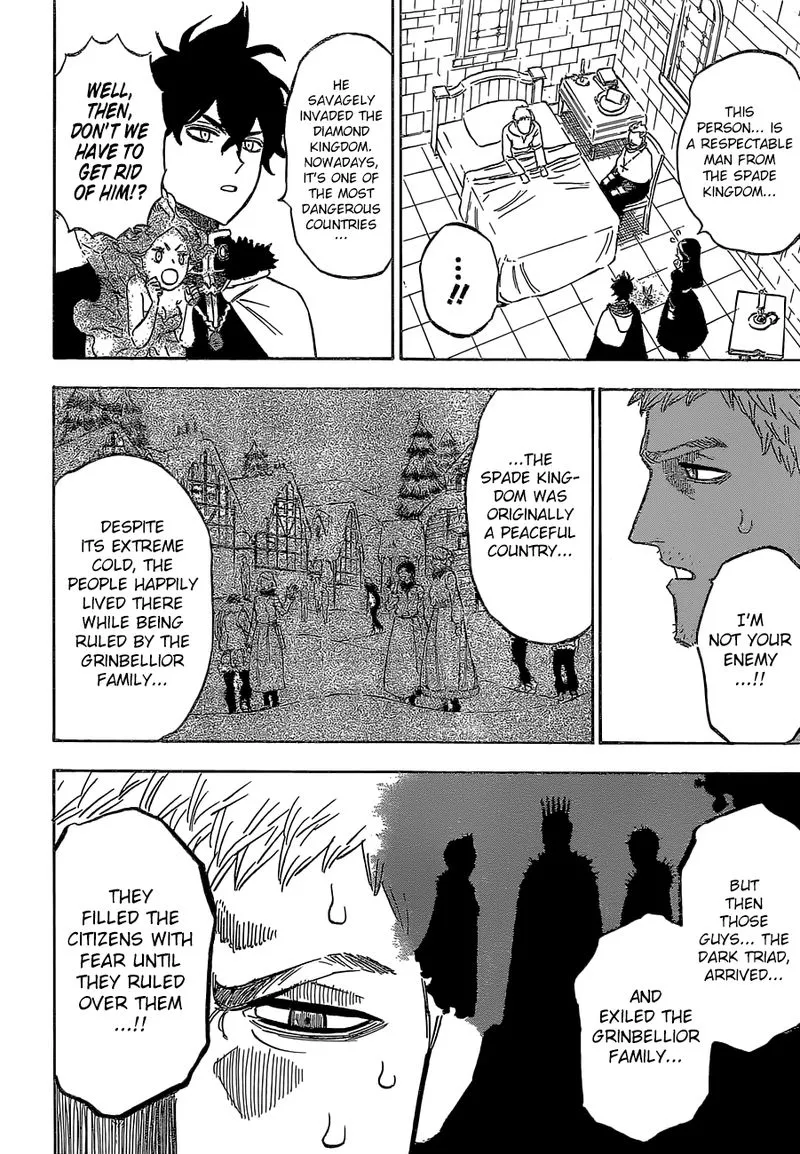 THIS
PERSON... IS
A RESPECTABLE
MAN FROM
THE SPADE
KINGDOM...
...!!
HE
SAVAGELY
INVADED THE
DIAMOND
KINGDOM.
NOWADAYS,
IT'S ONE OF
THE MOST
DANGEROUS
COUNTRIES
...
WELL,
THEN,
DON'T WE
HAVE TO
GET RID
OF HIM!?
I'M
NOT YOUR
ENEMY
...!!
...THE
SPADE KING-
DOM WAS
ORIGINALLY
A PEACEFUL
COUNTRY...
DESPITE
ITS EXTREME
COLD, THE
PEOPLE HAPPILY
LIVED THERE
WHILE BEING
RULED BY THE
GRINBELLIOR
FAMILY...
BUT
THEN
THOSE
GUYS... THE
DARK TRIAD,
ARRIVED...
AND
EXILED THE
GRINBELLIOR
FAMILY...
THEY
FILLED THE
CITIZENS WITH
FEAR UNTIL
THEY RULED
OVER THEM
...!!